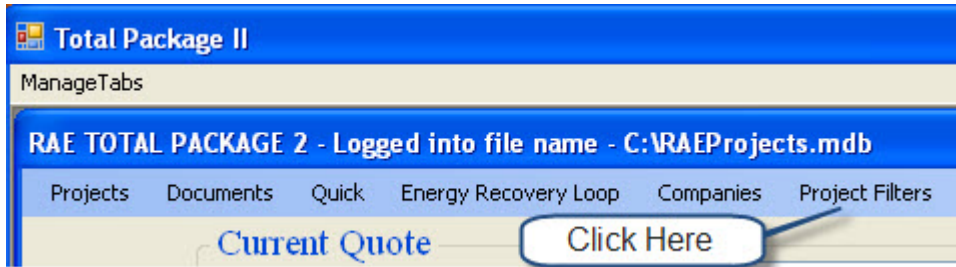 Total Package II
ManageTabs
RAE TOTAL PACKAGE 2 - Logged into file name - C:\RAEProjects.mdb
Projects Documents Quick Energy Recovery Loop Companies Project Filters
Current Quote Click Here